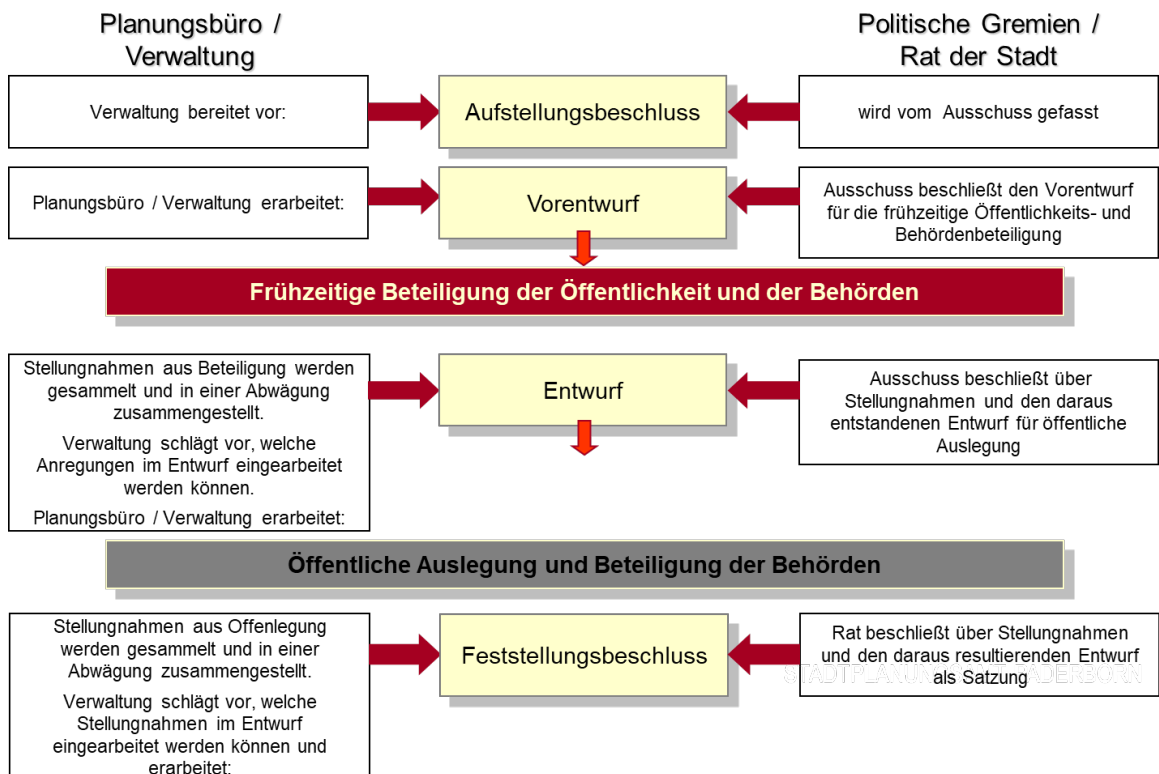 Planungsbüro /
Verwaltung
Politische Gremien /
Rat der Stadt
Verwaltung bereitet vor:
Aufstellungsbeschluss
wird vom Ausschuss gefasst
Planungsbüro / Verwaltung erarbeitet:
Vorentwurf
Ausschuss beschließt den Vorentwurf
für die frühzeitige Öffentlichkeits- und
Behördenbeteiligung
Frühzeitige Beteiligung der Öffentlichkeit und der Behörden
Stellungnahmen aus Beteiligung werden
gesammelt und in einer Abwägung
zusammengestellt.
Verwaltung schlägt vor, welche
Anregungen im Entwurf eingearbeitet
werden können.
Planungsbüro / Verwaltung erarbeitet:
Entwurf
Ausschuss beschließt über
Stellungnahmen und den daraus
entstandenen Entwurf für öffentliche
Auslegung
Öffentliche Auslegung und Beteiligung der Behörden
Stellungnahmen aus Offenlegung
werden gesammelt und in einer
Abwägung zusammengestellt.
Verwaltung schlägt vor, welche
Stellungnahmen im Entwurf
eingearbeitet werden können und
erarbeitet:
Feststellungsbeschluss
Rat beschließt über Stellungnahmen
und den daraus resultierenden Entwurf
als Satzung
STADTPLANUNGSAMT PADERBORN